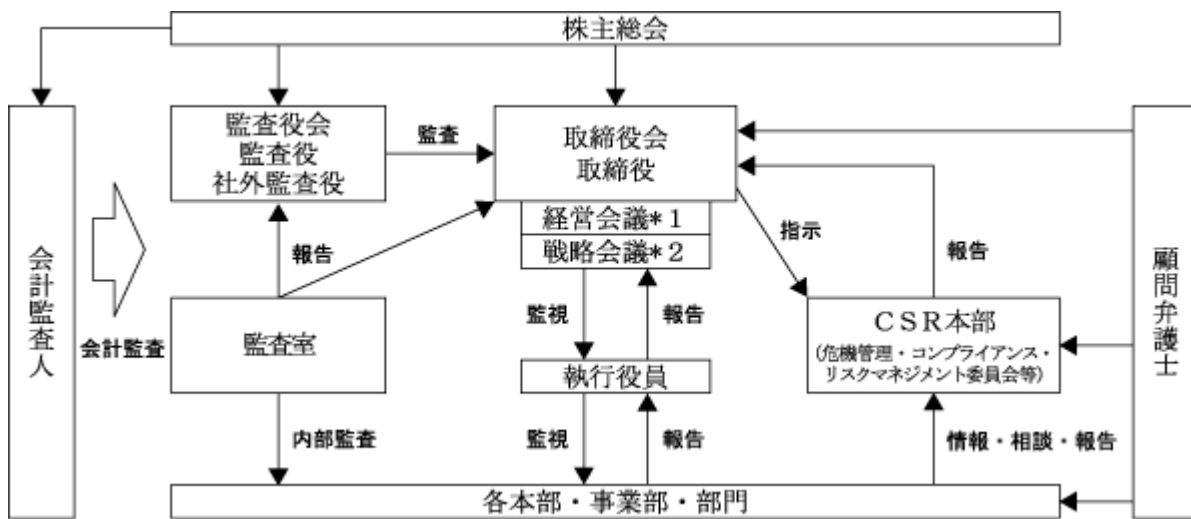 株主総会
監査役会
監査役
社外監査役
監査
取締役会
取締役
経営会議*1
戦略会議*2
指示
報告
報告
会計監査人
会計監査
監査室
監視
報告
執行役員
CSR本部
(危機管理・コンプライアンス・
リスクマネジメント委員会等)
顧問弁護士
内部監査
監視
報告
情報・相談・報告
各本部・事業部・部門